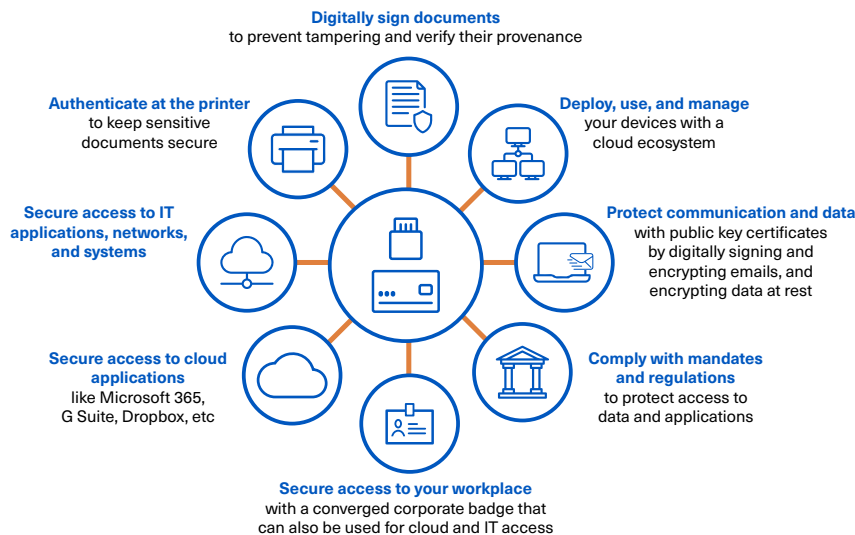 Digitally sign documents
to prevent tampering and verify their provenance
Authenticate at the printer
to keep sensitive
documents secure
Deploy, use, and manage
your devices with a
cloud ecosystem
Secure access to IT
applications, networks,
and systems
Protect communication and data
with public key certificates
by digitally signing and
encrypting emails, and
encrypting data at rest
Secure access to cloud
applications
like Microsoft 365,
G Suite, Dropbox, etc
Comply with mandates
and regulations
to protect access to
data and applications
Secure access to your workplace
with a converged corporate badge that
can also be used for cloud and IT access